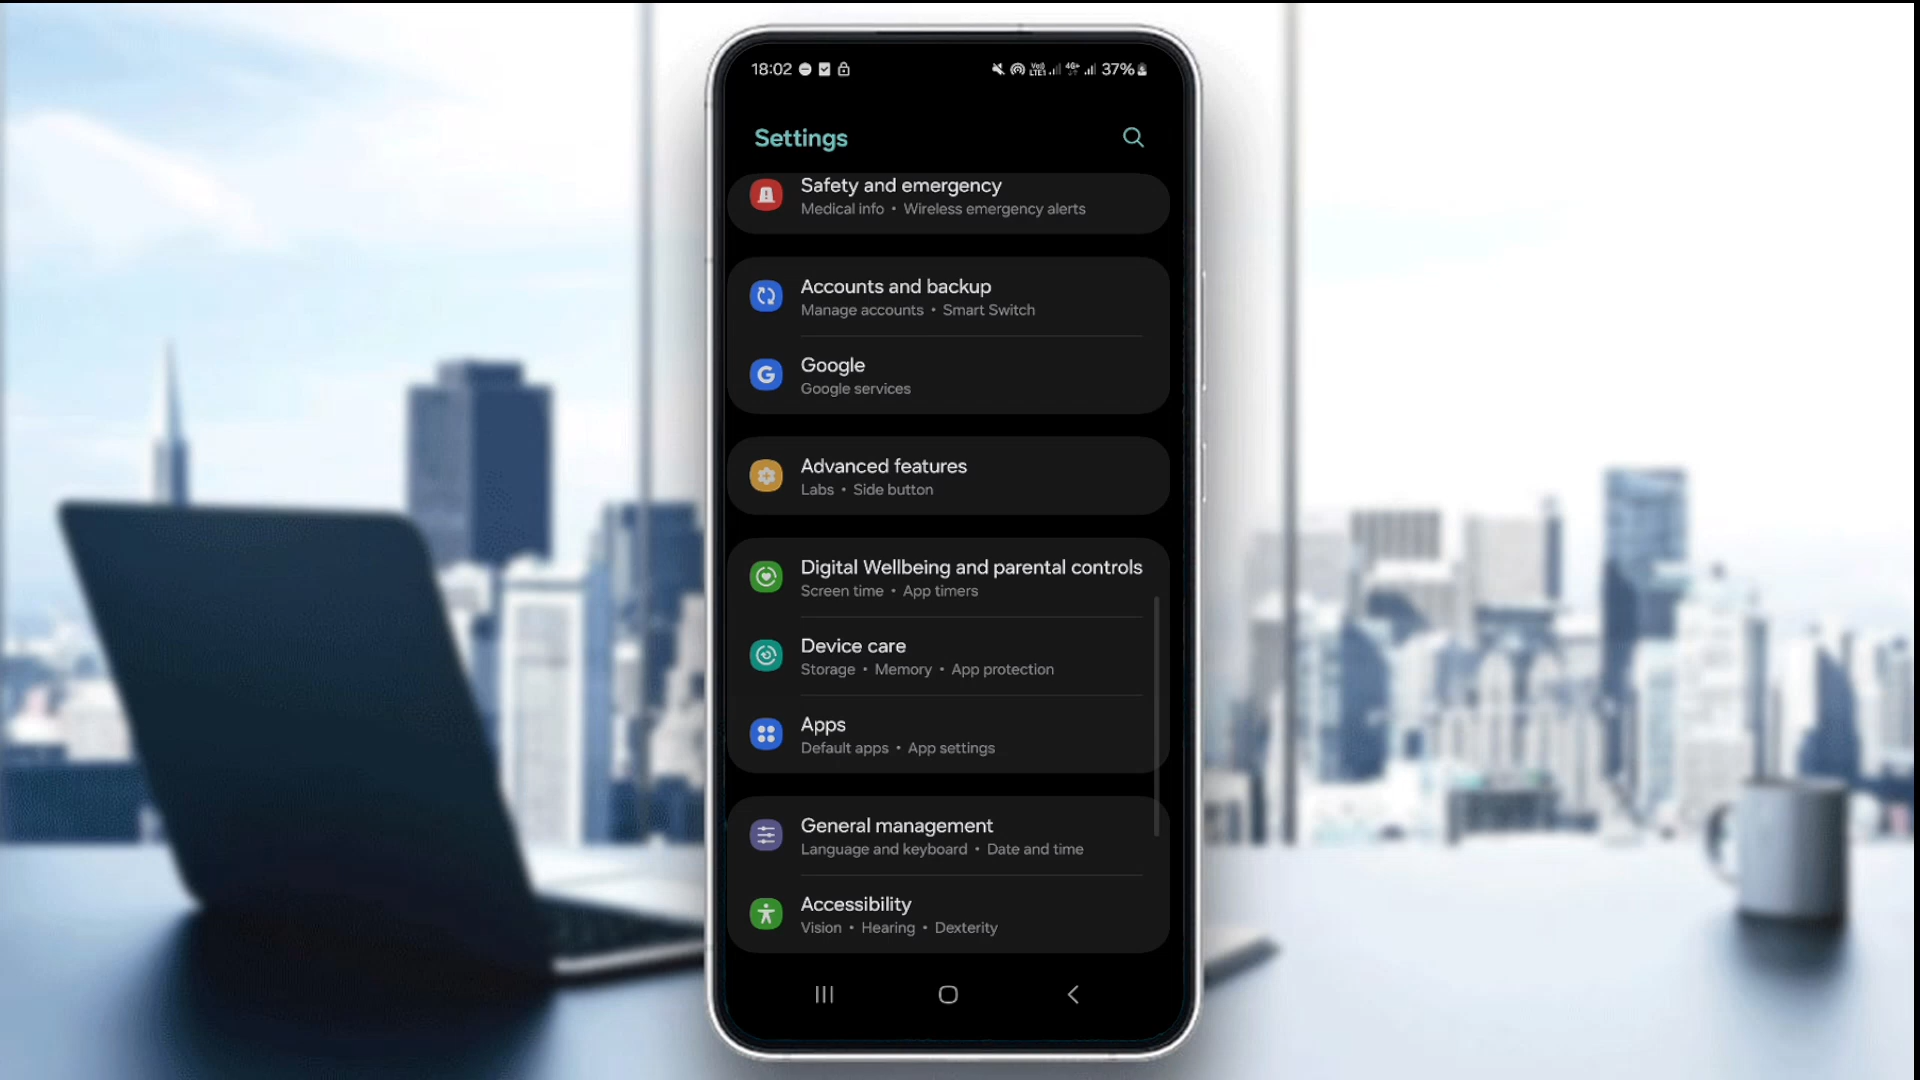 18:02 37%
Settings
Safety and emergency
Medical info • Wireless emergency alerts
Accounts and backup
Manage accounts • Smart Switch
Google
Google services
Advanced features
Labs • Side button
Digital Wellbeing and parental controls
Screen time • App timers
Device care
Storage • Memory • App protection
Apps
Default apps • App settings
General management
Language and keyboard • Date and time
Accessibility
Vision • Hearing • Dexterity